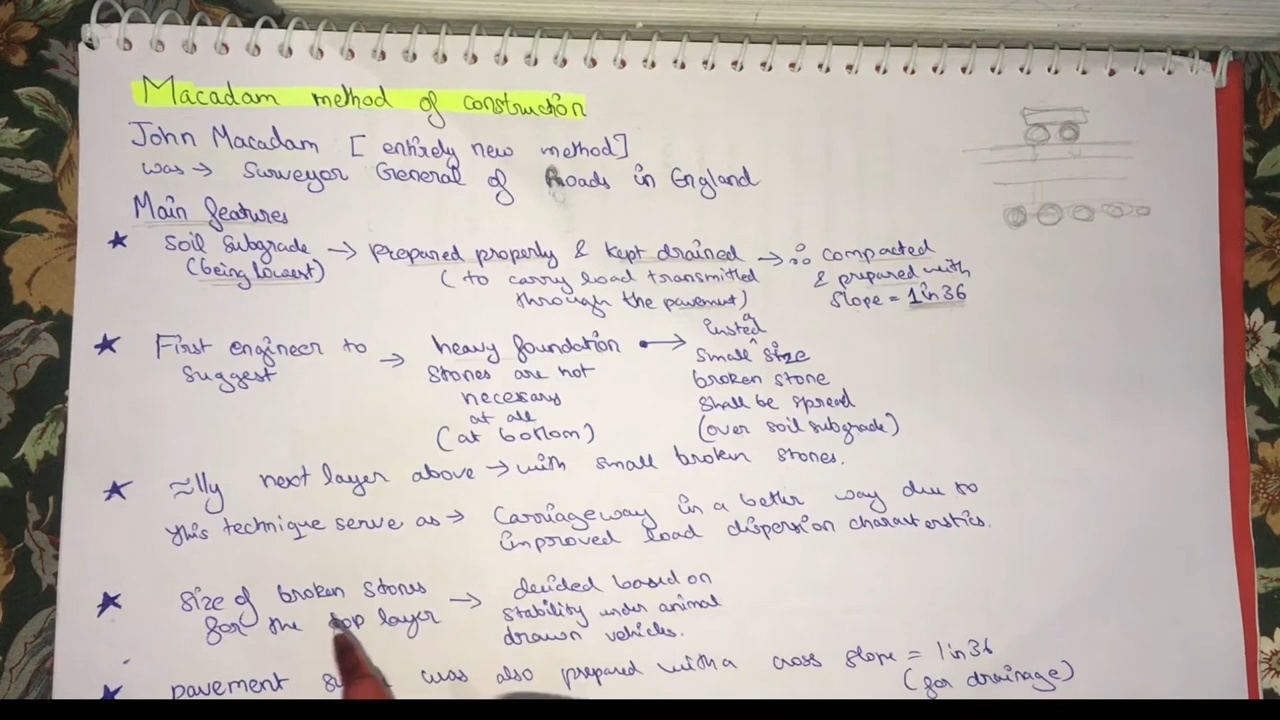 Macadam method of construction
John Macadam [entirely new method]
was → Surveyor General of Roads in England
Main features
★ Soil Subgrade → prepared properly & kept drained → ∴ compacted
(being lowest) (to carry load transmitted & prepared with
through the pavement) slope = 1 in 36
★ First engineer to → heavy foundation → Insted of
suggest stones are not small size
necessary broken stone
at all shall be spread
(at bottom) (over soil subgrade)
★ ≈lly next layer above → with small broken stones.
This technique serve as → Carriageway in a better way due to
improved load dispersion characterstics.
★ Size of broken stones → decided based on
for the top layer stability under animal
drawn vehicles.
★ pavement was also prepared with a cross slope = 1 in 36
(for drainage)